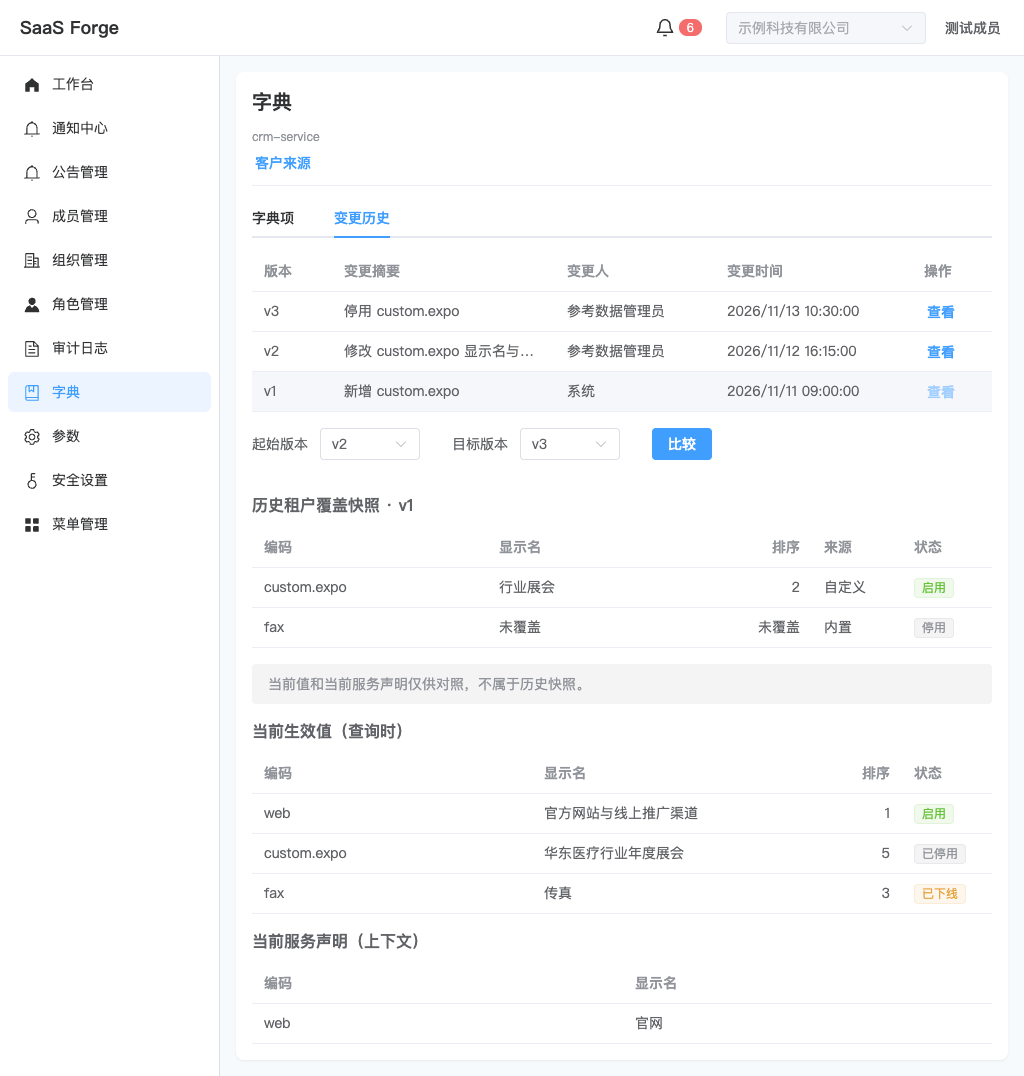 SaaS Forge
6
示例科技有限公司
测试成员
工作台
通知中心
公告管理
成员管理
组织管理
角色管理
审计日志
字典
参数
安全设置
菜单管理
字典
crm-service
客户来源
字典项 变更历史
版本 变更摘要 变更人 变更时间 操作
v3 停用 custom.expo 参考数据管理员 2026/11/13 10:30:00 查看
v2 修改 custom.expo 显示名与... 参考数据管理员 2026/11/12 16:15:00 查看
v1 新增 custom.expo 系统 2026/11/11 09:00:00 查看
起始版本 v2 目标版本 v3 比较
历史租户覆盖快照 · v1
编码 显示名 排序 来源 状态
custom.expo 行业展会 2 自定义 启用
fax 未覆盖 未覆盖 内置 停用
当前值和当前服务声明仅供对照，不属于历史快照。
当前生效值（查询时）
编码 显示名 排序 状态
web 官方网站与线上推广渠道 1 启用
custom.expo 华东医疗行业年度展会 5 已停用
fax 传真 3 已下线
当前服务声明（上下文）
编码 显示名
web 官网